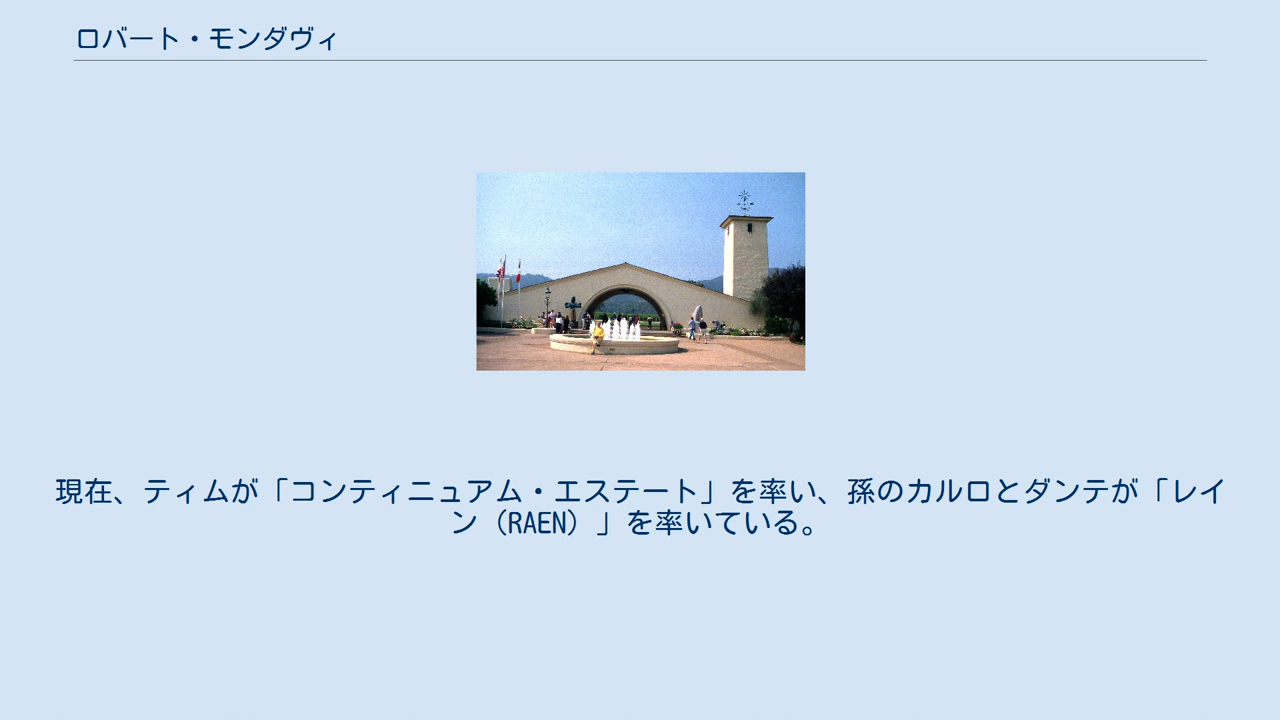 ロバート・モンダヴィ
現在、ティムが「コンティニュアム・エステート」を率い、孫のカルロとダンテが「レイ
ン（RAEN）」を率いている。